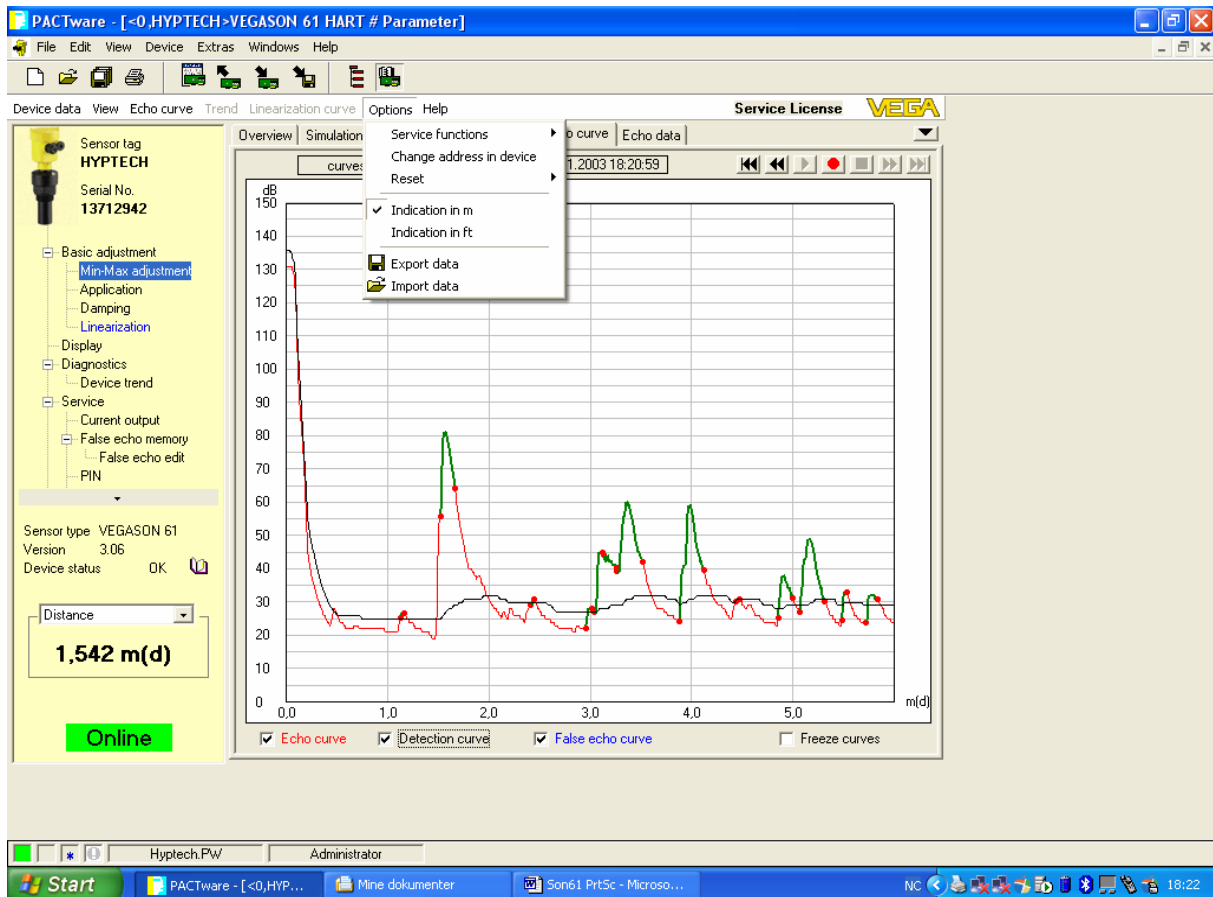 PACTware - [<0,HYPTECH>VEGASON 61 HART # Parameter]
File Edit View Device Extras Windows Help
Device data View Echo curve Trend Linearization curve Options Help
Service License VEGA
Sensor tag
HYPTECH
Serial No.
13712942
Basic adjustment
Min-Max adjustment
Application
Damping
Linearization
Display
Diagnostics
Device trend
Service
Current output
False echo memory
False echo edit
PIN
Sensor type VEGASON 61
Version 3.06
Device status OK
Distance
1,542 m(d)
Online
Overview Simulation o curve Echo data
curves 1.2003 18:20:59
Service functions
Change address in device
Reset
Indication in m
Indication in ft
Export data
Import data
dB
150
140
130
120
110
100
90
80
70
60
50
40
30
20
10
0
0,0 1,0 2,0 3,0 4,0 5,0 m(d)
Echo curve Detection curve False echo curve Freeze curves
Hyptech.PW Administrator
Start PACTware - [<0,HYP... Mine dokumenter Son61 PrtSc - Microso... NC 18:22